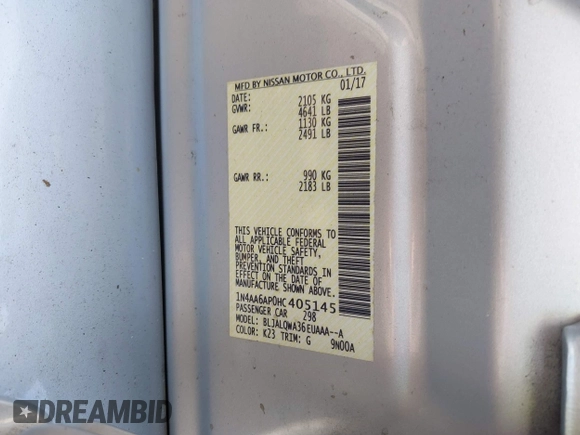 MFD BY NISSAN MOTOR CO., LTD.
DATE: 01/17
GVWR: 2105 KG
4641 LB
GAWR FR.: 1130 KG
2491 LB
GAWR RR.: 990 KG
2183 LB
THIS VEHICLE CONFORMS TO
ALL APPLICABLE FEDERAL
MOTOR VEHICLE SAFETY,
BUMPER, AND THEFT
PREVENTION STANDARDS IN
EFFECT ON THE DATE OF
MANUFACTURE SHOWN ABOVE.
1N4AA6AP0HC405145
PASSENGER CAR 298
MODEL: BLJALQWA36EUAAA--A
COLOR: K23 TRIM: G 9N00A
DREAMBID